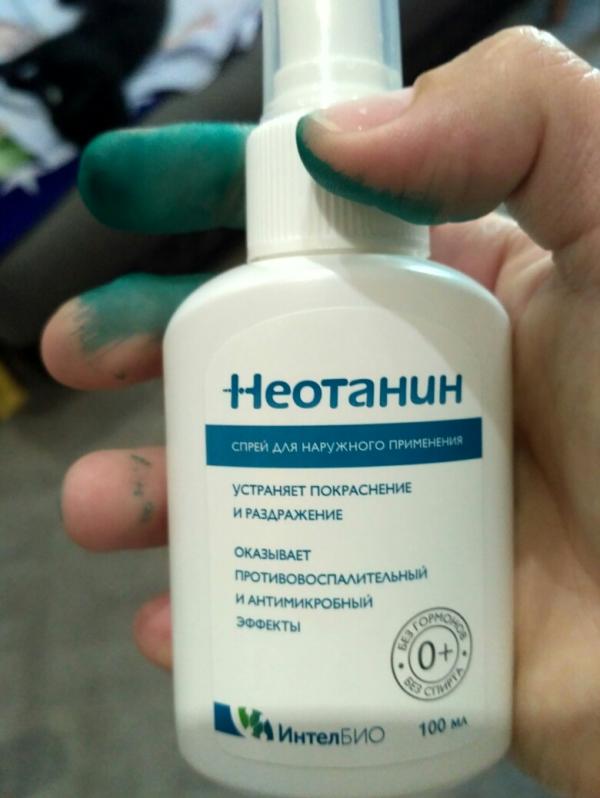 Неотанин
СПРЕЙ ДЛЯ НАРУЖНОГО ПРИМЕНЕНИЯ
УСТРАНЯЕТ ПОКРАСНЕНИЕ
И РАЗДРАЖЕНИЕ
ОКАЗЫВАЕТ
ПРОТИВОВОСПАЛИТЕЛЬНЫЙ
И АНТИМИКРОБНЫЙ
ЭФФЕКТЫ
БЕЗ ГОРМОНОВ
0+
БЕЗ СПИРТА
ИнтелБИО
100 мл